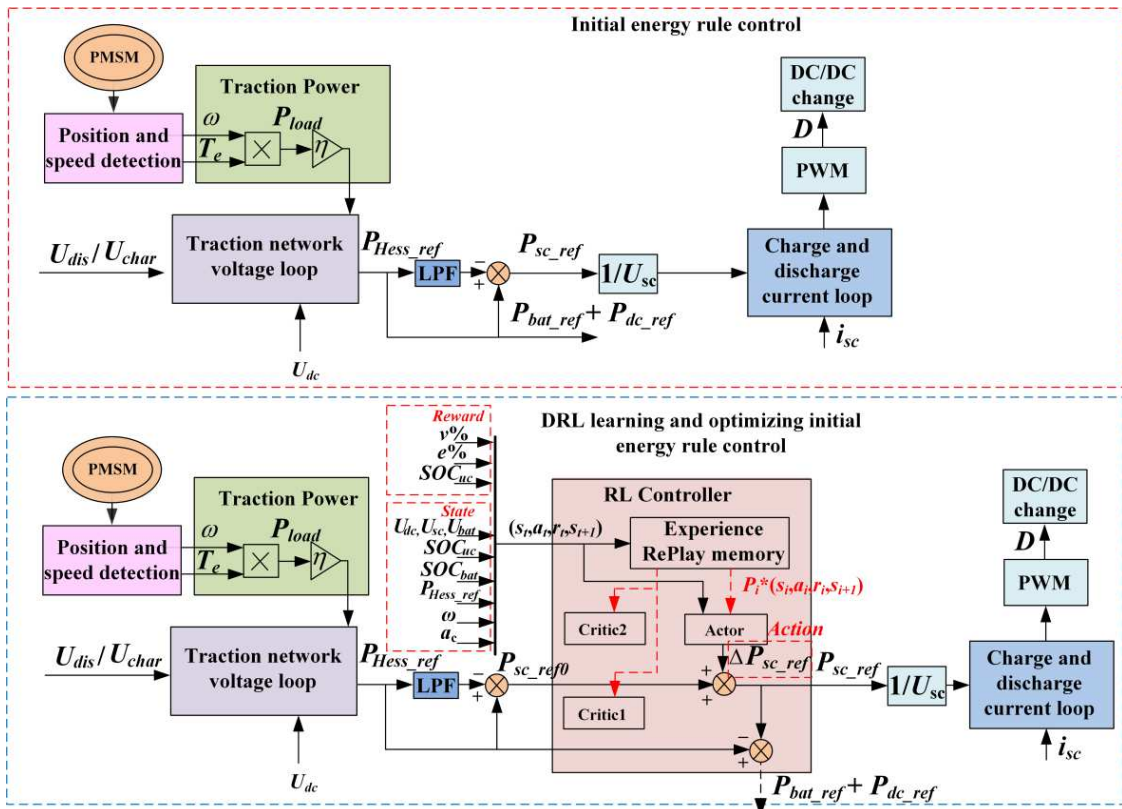 Initial energy rule control
PMSM
Traction Power
DC/DC
change
Position and
speed detection
ω
T_e
P_load
×
η
D
PWM
U_dis/U_char
Traction network
voltage loop
P_Hess_ref
LPF
−
+
P_sc_ref
1/U_sc
Charge and
discharge
current loop
P_bat_ref + P_dc_ref
i_sc
U_dc
DRL learning and optimizing initial
energy rule control
Reward
v%
e%
SOC_uc
PMSM
Traction Power
State
U_dc,U_sc,U_bat
SOC_uc
SOC_bat
P_Hess_ref
ω
a_c
RL Controller
(s_t,a_t,r_t,s_t+1)
Experience
RePlay memory
P_i*(s_i,a_i,r_i,s_i+1)
DC/DC
change
Position and
speed detection
ω
T_e
P_load
×
η
D
PWM
Critic2
Actor
Action
U_dis/U_char
Traction network
voltage loop
P_Hess_ref
LPF
−
+
P_sc_ref0
+
+
ΔP_sc_ref
P_sc_ref
1/U_sc
Charge and
discharge
current loop
Critic1
−
+
U_dc
i_sc
P_bat_ref + P_dc_ref